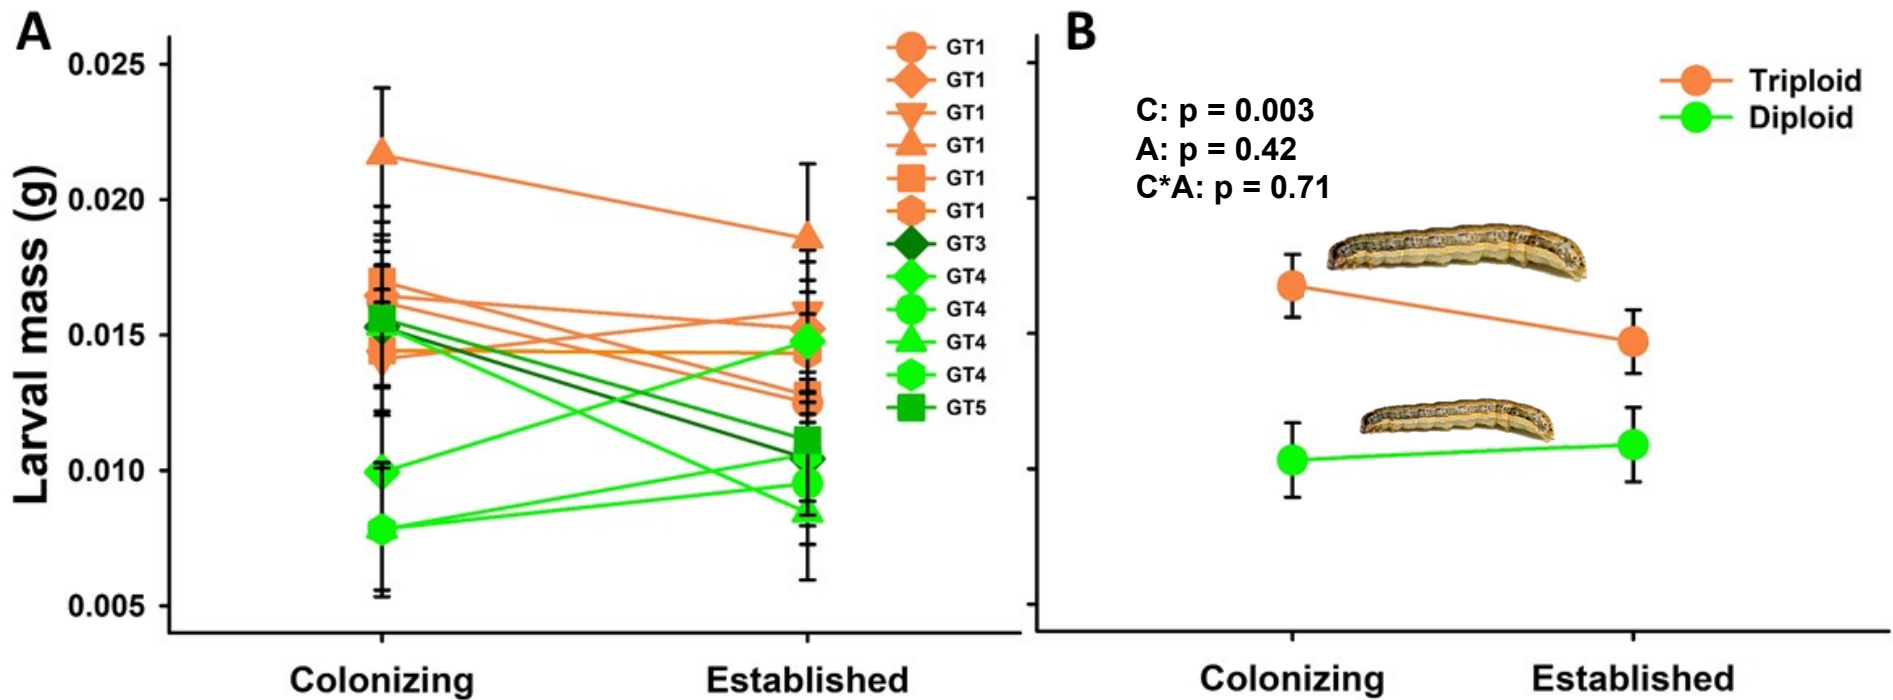 A
Larval mass (g)
0.025
0.020
0.015
0.010
0.005
Colonizing
Established
GT1
GT1
GT1
GT1
GT1
GT1
GT3
GT4
GT4
GT4
GT4
GT5
B
C: p = 0.003
A: p = 0.42
C*A: p = 0.71
Triploid
Diploid
Colonizing
Established